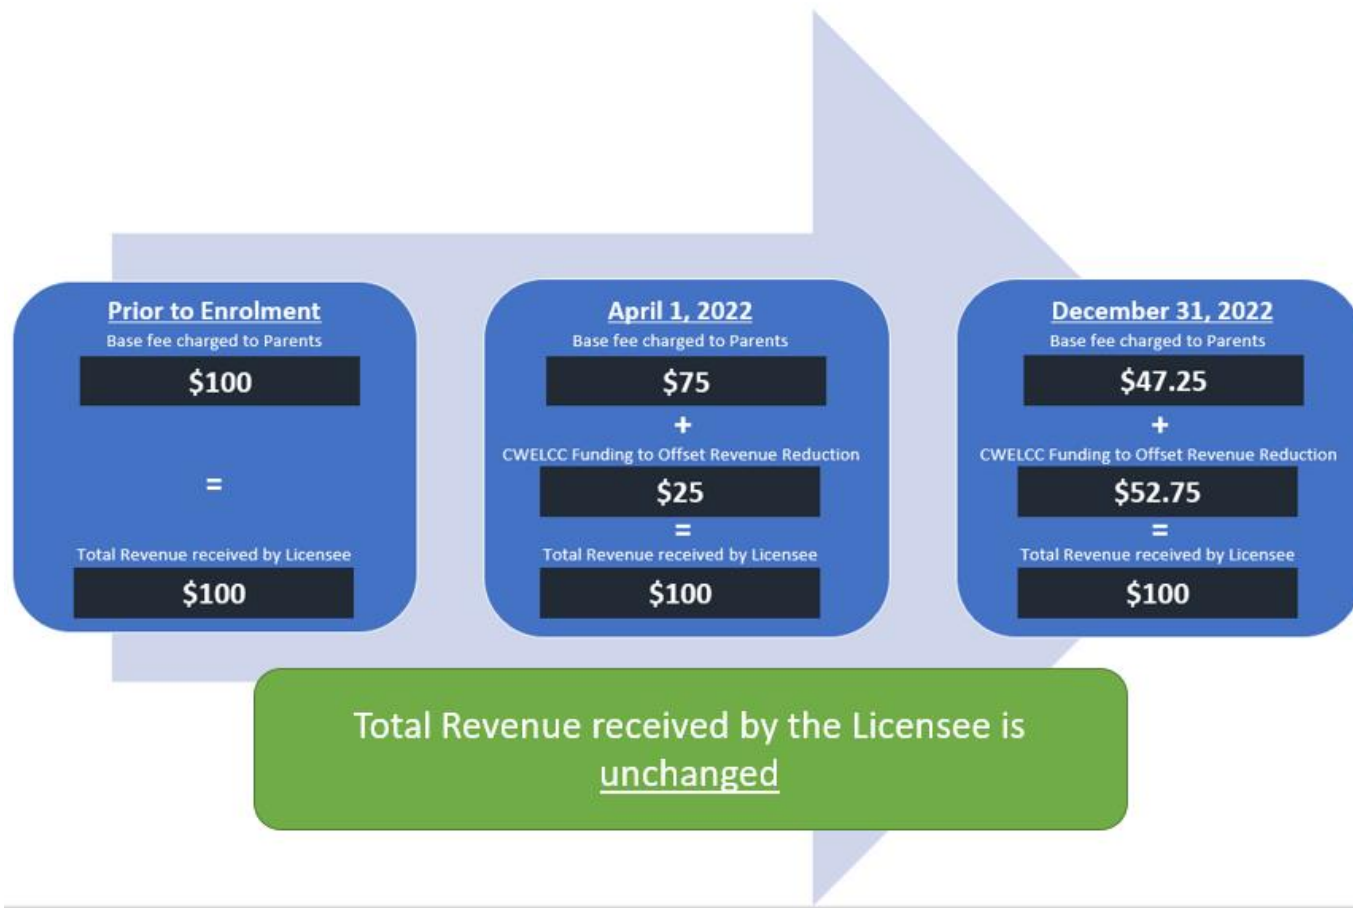 Prior to Enrolment
Base fee charged to Parents
$100
=
Total Revenue received by Licensee
$100
April 1, 2022
Base fee charged to Parents
$75
+
CWELCC Funding to Offset Revenue Reduction
$25
=
Total Revenue received by Licensee
$100
December 31, 2022
Base fee charged to Parents
$47.25
+
CWELCC Funding to Offset Revenue Reduction
$52.75
=
Total Revenue received by Licensee
$100
Total Revenue received by the Licensee is
unchanged